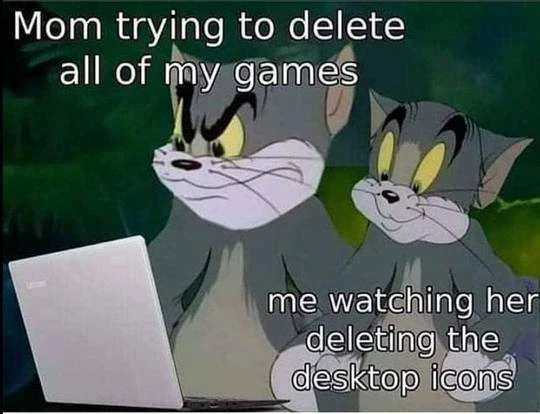 Mom trying to delete
all of my games
me watching her
deleting the
desktop icons